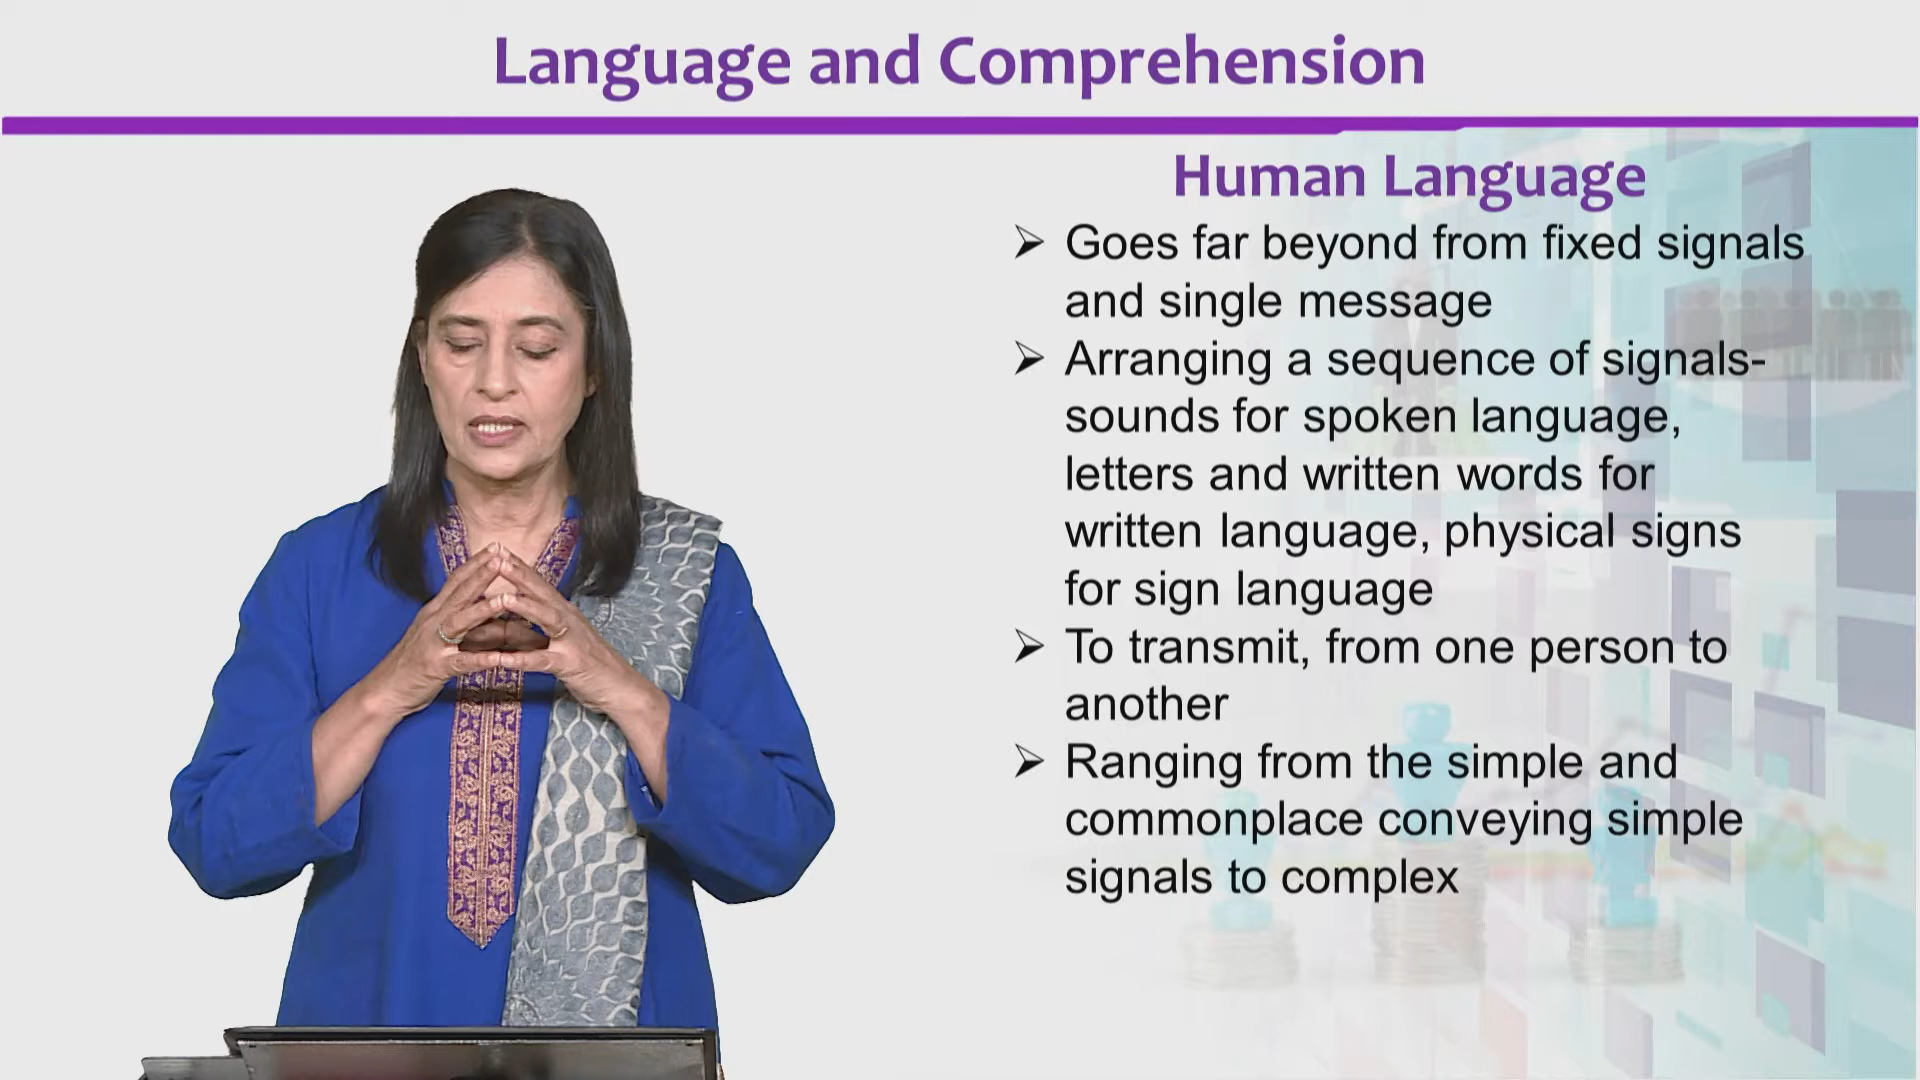 Language and Comprehension
Human Language
➢ Goes far beyond from fixed signals
and single message
➢ Arranging a sequence of signals-
sounds for spoken language,
letters and written words for
written language, physical signs
for sign language
➢ To transmit, from one person to
another
➢ Ranging from the simple and
commonplace conveying simple
signals to complex